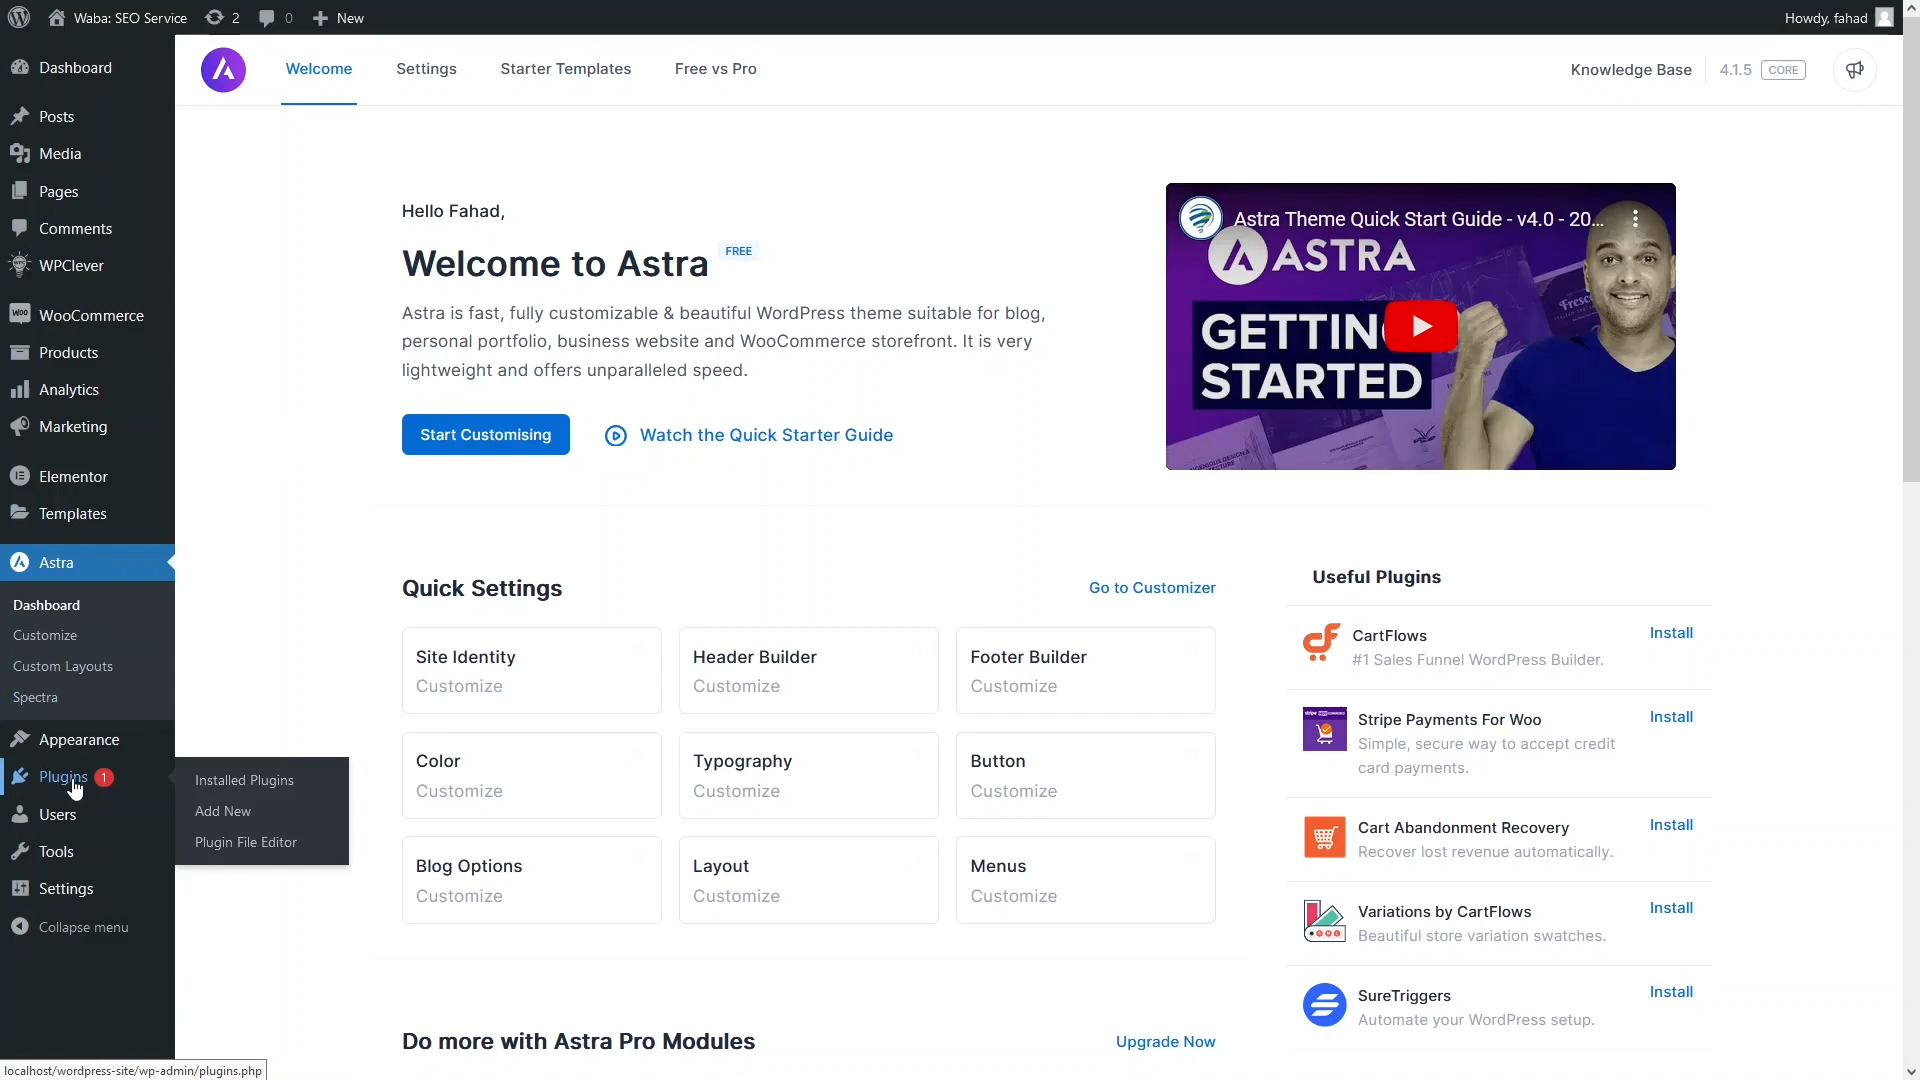 Waba: SEO Service
2
0
New
Howdy, fahad
Dashboard
Posts
Media
Pages
Comments
WPClever
WooCommerce
Products
Analytics
Marketing
Elementor
Templates
Astra
Dashboard
Customize
Custom Layouts
Spectra
Appearance
Plugins 1
Users
Tools
Settings
Collapse menu
Installed Plugins
Add New
Plugin File Editor
Welcome
Settings
Starter Templates
Free vs Pro
Knowledge Base
4.1.5 CORE
Hello Fahad,
Welcome to Astra FREE
Astra is fast, fully customizable & beautiful WordPress theme suitable for blog,
personal portfolio, business website and WooCommerce storefront. It is very
lightweight and offers unparalleled speed.
Start Customising
Watch the Quick Starter Guide
Astra Theme Quick Start Guide - v4.0 - 20...
ASTRA
GETTIN
STARTED
Quick Settings
Go to Customizer
Site Identity
Customize
Header Builder
Customize
Footer Builder
Customize
Color
Customize
Typography
Customize
Button
Customize
Blog Options
Customize
Layout
Customize
Menus
Customize
Do more with Astra Pro Modules
Upgrade Now
Useful Plugins
CartFlows
Install
#1 Sales Funnel WordPress Builder.
Stripe Payments For Woo
Install
Simple, secure way to accept credit
card payments.
Cart Abandonment Recovery
Install
Recover lost revenue automatically.
Variations by CartFlows
Install
Beautiful store variation swatches.
SureTriggers
Install
Automate your WordPress setup.
localhost/wordpress-site/wp-admin/plugins.php